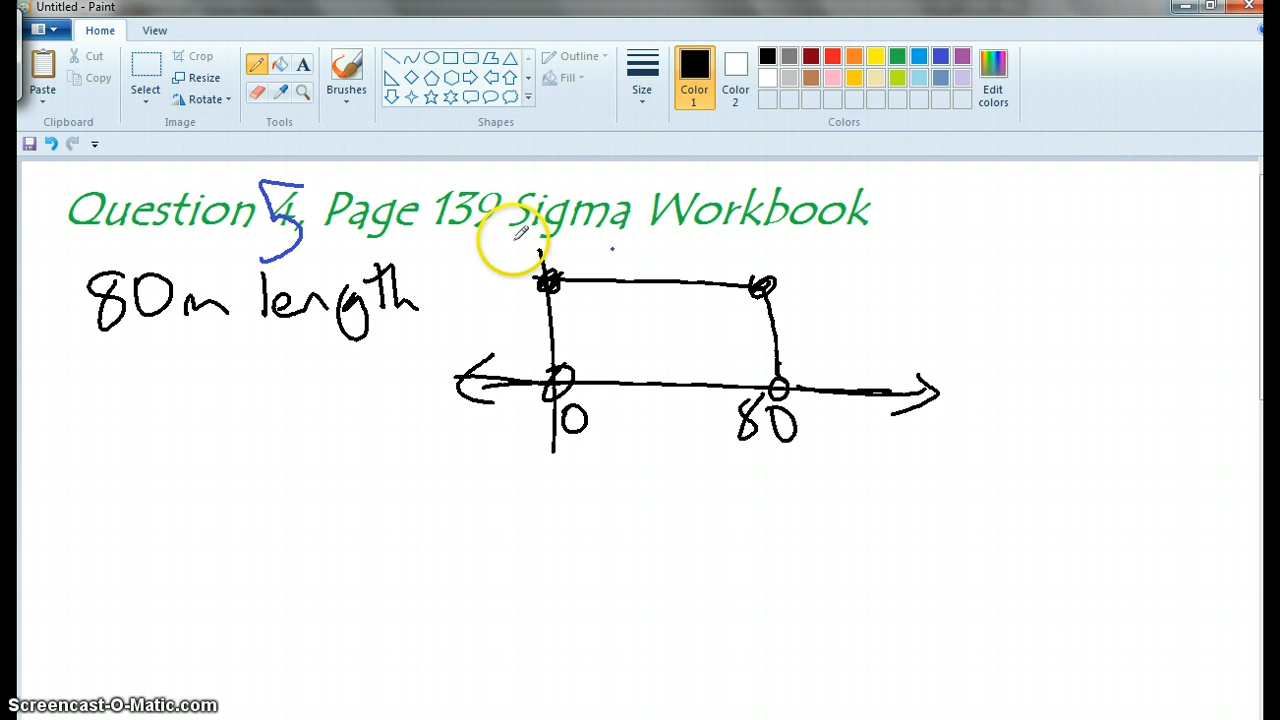 Untitled - Paint
Home View
Paste
Cut
Copy
Clipboard
Select
Crop
Resize
Rotate
Image
A
Tools
Brushes
Outline
Fill
Shapes
Size
Color 1
Color 2
Edit colors
Colors
Question 4, Page 139 Sigma Workbook
5
80m length
0 80
Screencast-O-Matic.com